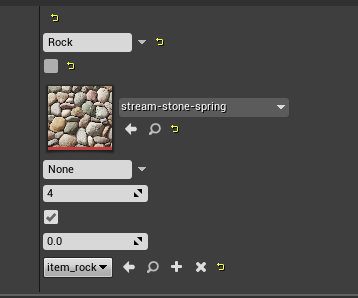 Rock
stream-stone-spring
None
4
0.0
item_rock